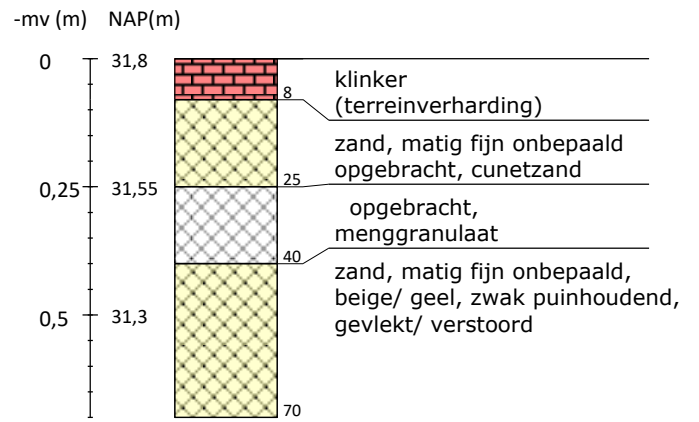 -mv (m) NAP(m)
0 31,8
8
klinker
(terreinverharding)
zand, matig fijn onbepaald
opgebracht, cunetzand
0,25 31,55 25
opgebracht,
menggranulaat
40
zand, matig fijn onbepaald,
beige/ geel, zwak puinhoudend,
0,5 31,3
gevlekt/ verstoord
70